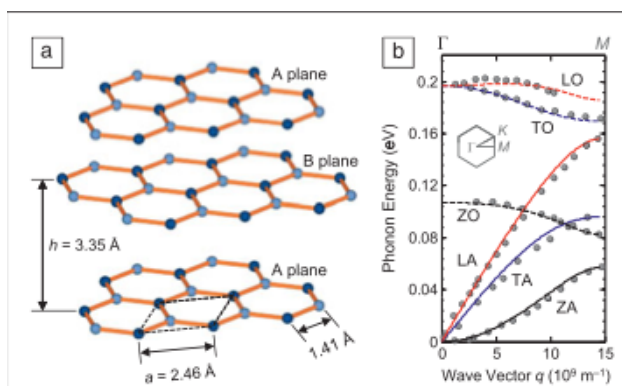 a
A plane
B plane
A plane
h = 3.35 Å
a = 2.46 Å
1.41 Å
b
Γ
M
0.2
0.16
0.12
0.08
0.04
0
Phonon Energy (eV)
LO
TO
K
Γ
M
ZO
LA
TA
ZA
0
5
10
15
Wave Vector q (10⁹ m⁻¹)